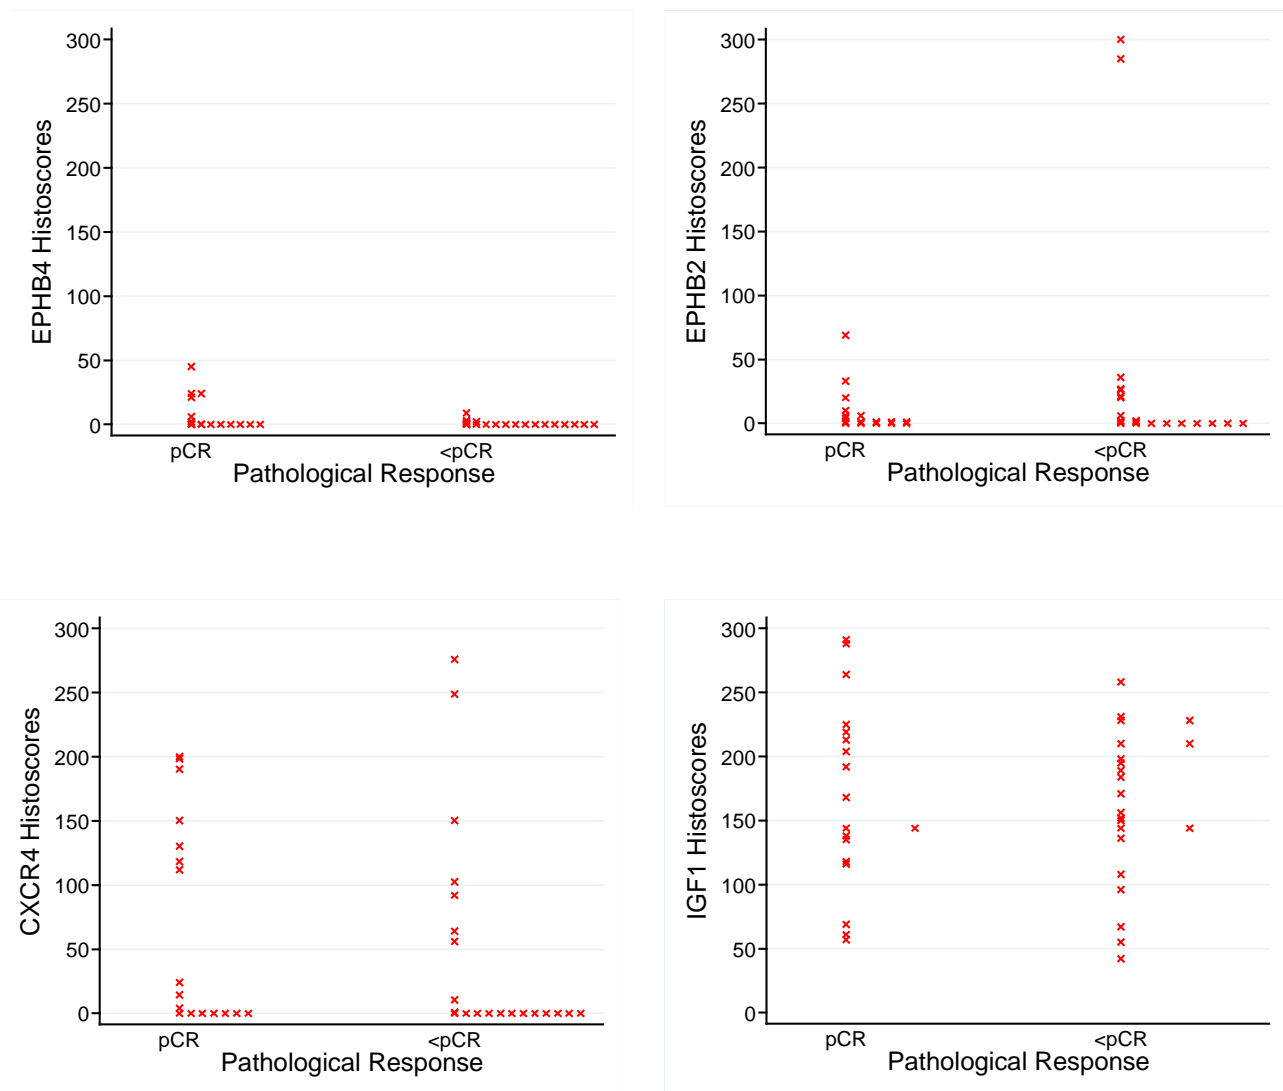 EPHB4 Histoscores
300
250
200
150
100
50
0
pCR
<pCR
Pathological Response
EPHB2 Histoscores
300
250
200
150
100
50
0
pCR
<pCR
Pathological Response
CXCR4 Histoscores
300
250
200
150
100
50
0
pCR
<pCR
Pathological Response
IGF1 Histoscores
300
250
200
150
100
50
0
pCR
<pCR
Pathological Response